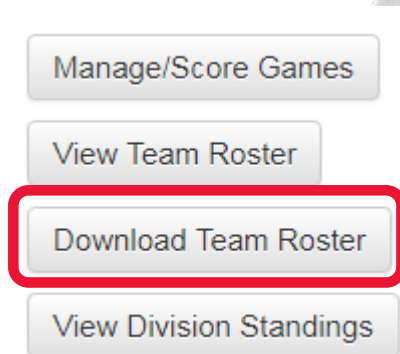 Manage/Score Games
View Team Roster
Download Team Roster
View Division Standings